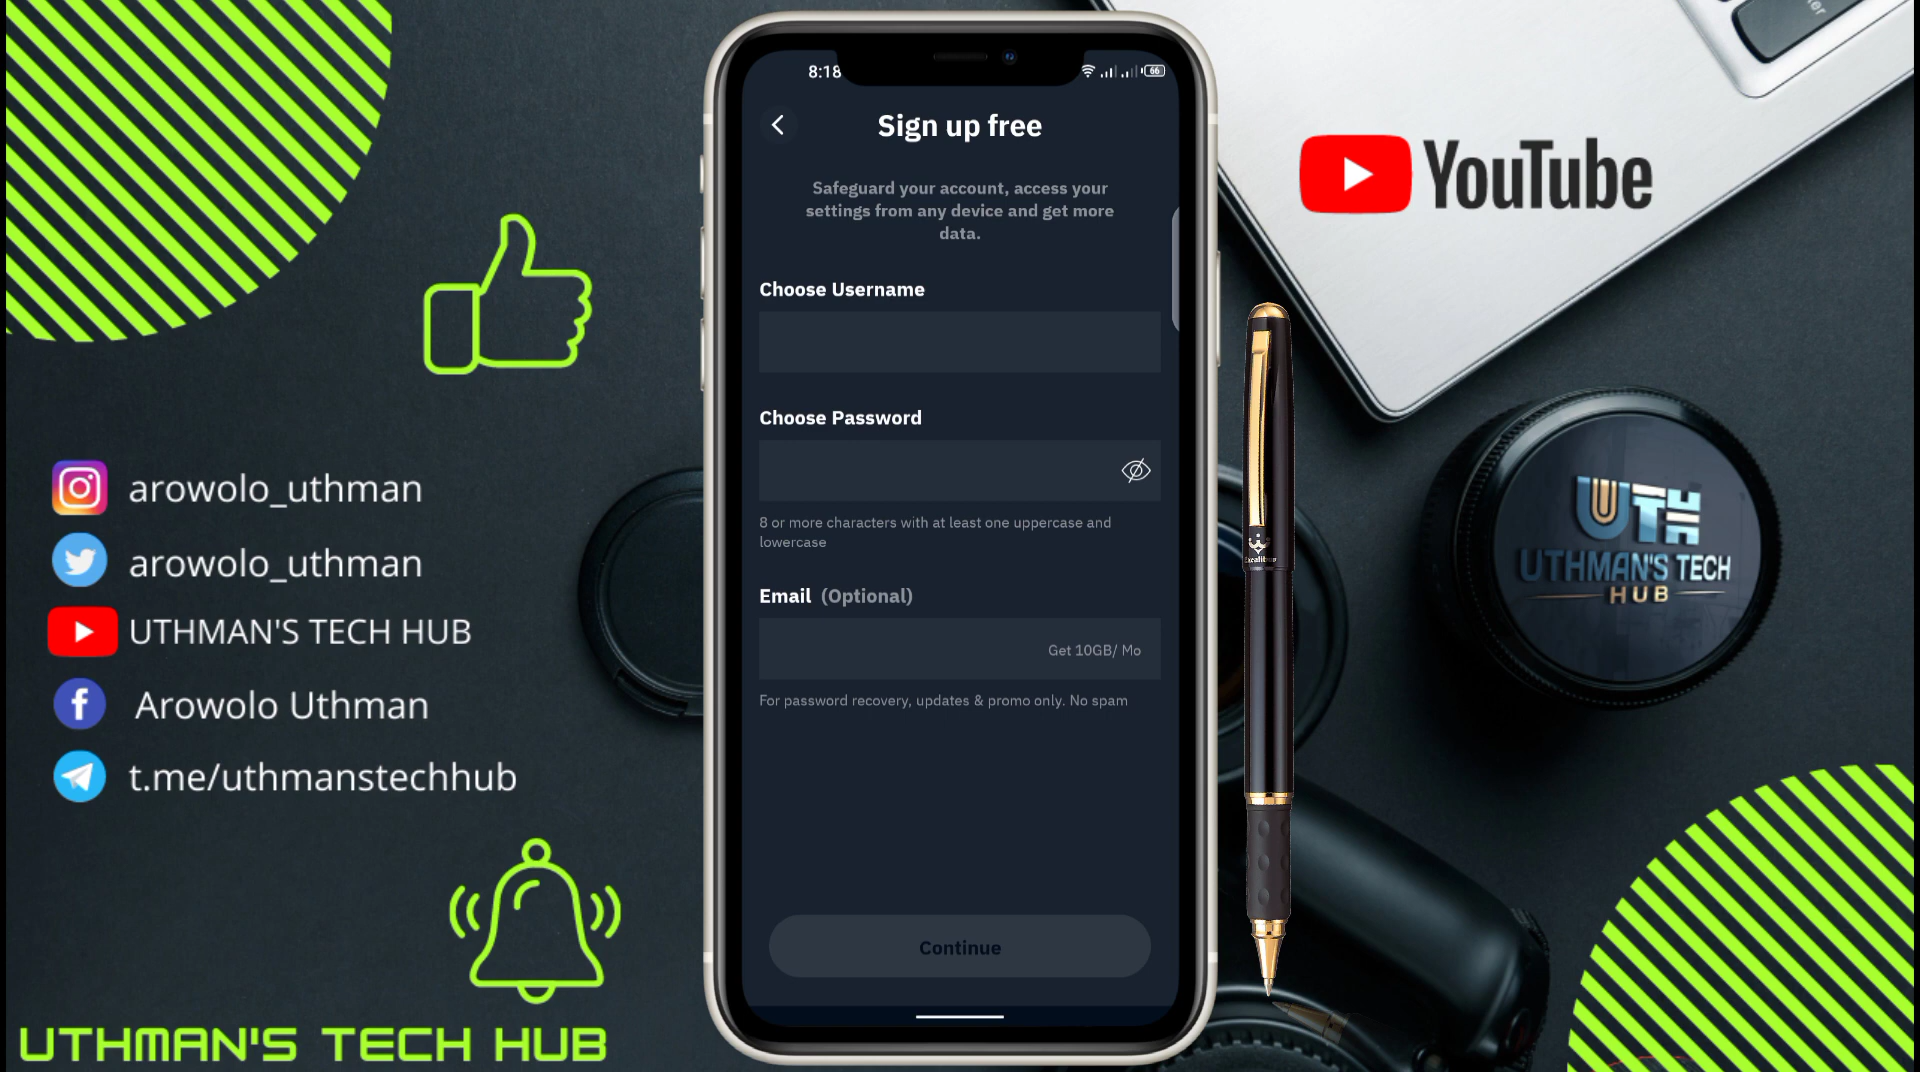 8:18
66
Sign up free
Safeguard your account, access your
settings from any device and get more
data.
Choose Username
Choose Password
8 or more characters with at least one uppercase and
lowercase
Email (Optional)
Get 10GB/ Mo
For password recovery, updates & promo only. No spam
Continue
arowolo_uthman
arowolo_uthman
UTHMAN'S TECH HUB
Arowolo Uthman
t.me/uthmanstechhub
UTHMAN'S TECH HUB
YouTube
UTH
UTHMAN'S TECH
HUB